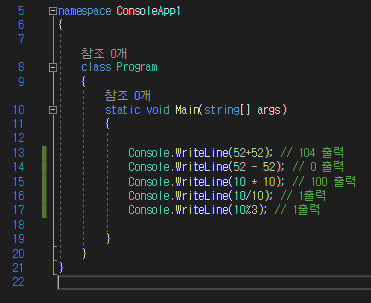 5 namespace ConsoleApp1
6 {
7
참조 0개
8 class Program
9 {
참조 0개
10 static void Main(string[] args)
11 {
12
13 Console.WriteLine(52+52); // 104 출력
14 Console.WriteLine(52 - 52); // 0 출력
15 Console.WriteLine(10 * 10); // 100 출력
16 Console.WriteLine(10/10); // 1출력
17 Console.WriteLine(10%3); // 1출력
18
19 }
20 }
21 }
22